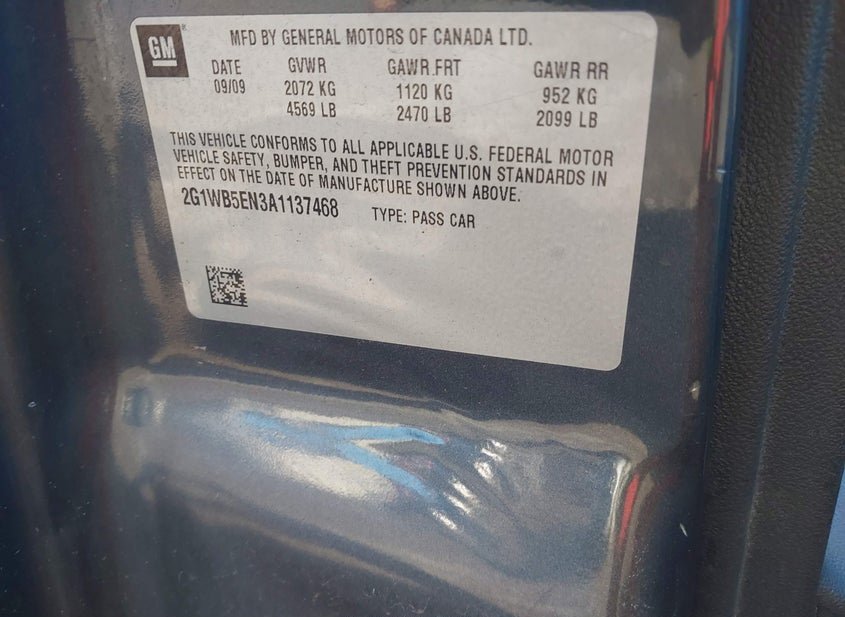 GM
MFD BY GENERAL MOTORS OF CANADA LTD.
DATE GVWR GAWR FRT GAWR RR
09/09 2072 KG 1120 KG 952 KG
4569 LB 2470 LB 2099 LB
THIS VEHICLE CONFORMS TO ALL APPLICABLE U.S. FEDERAL MOTOR
VEHICLE SAFETY, BUMPER, AND THEFT PREVENTION STANDARDS IN
EFFECT ON THE DATE OF MANUFACTURE SHOWN ABOVE.
2G1WB5EN3A1137468 TYPE: PASS CAR